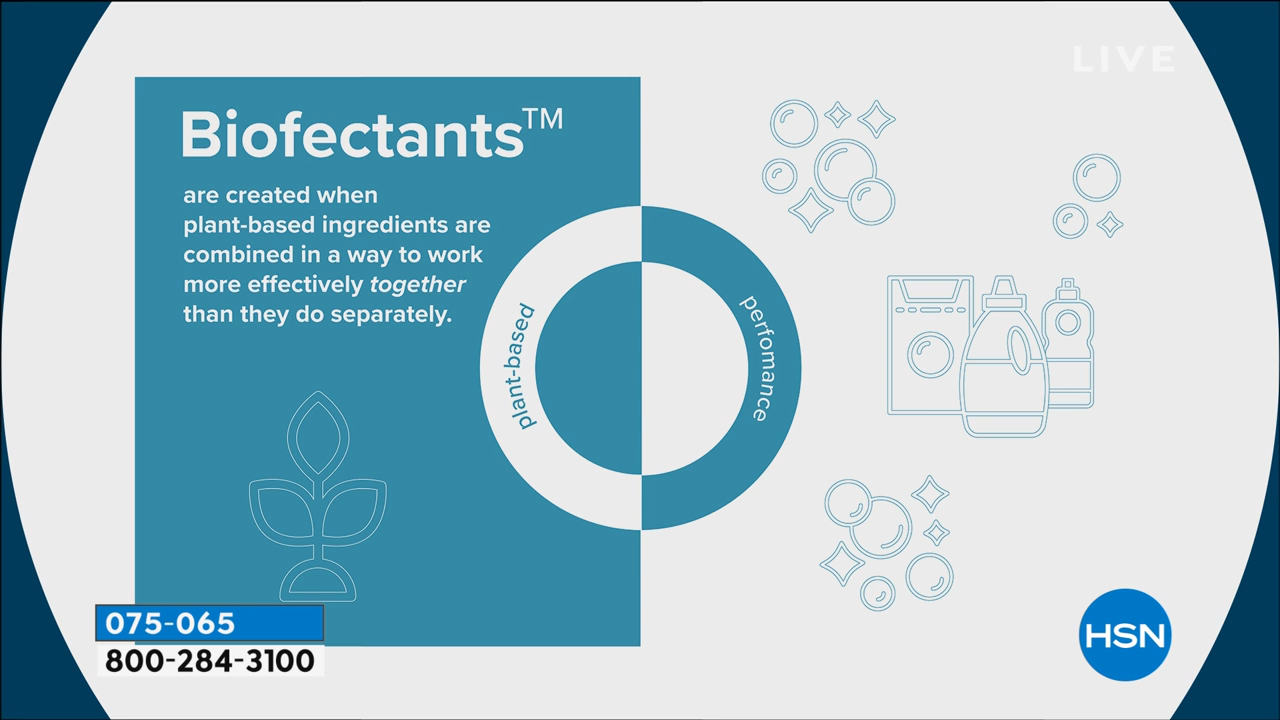 LIVE
Biofectants™
are created when
plant-based ingredients are
combined in a way to work
more effectively together
than they do separately.
plant-based
perfomance
075-065
800-284-3100
HSN